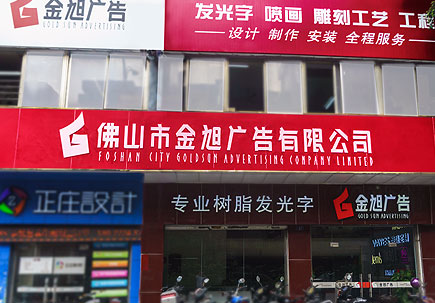 金旭广告
GOLD SUN ADVERTISING
发光字 喷画 雕刻工艺 工程
设计 制作 安装 全程服务
佛山市金旭广告有限公司
FOSHAN CITY GOLDSUN ADVERTISING COMPANY LIMITED
正庄設計
专业树脂发光字
金旭广告
GOLD SUN ADVERTISING